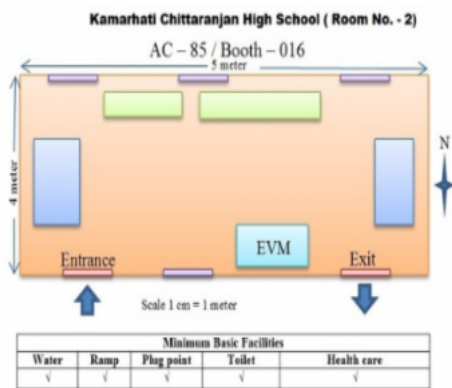 Kamarhati Chittaranjan High School ( Room No. - 2)
AC – 85 / Booth – 016
5 meter
4 meter
N
EVM
Entrance
Exit
Scale 1 cm = 1 meter
Minimum Basic Facilities
Water Ramp Plug point Toilet Health care
√ √ √ √ √